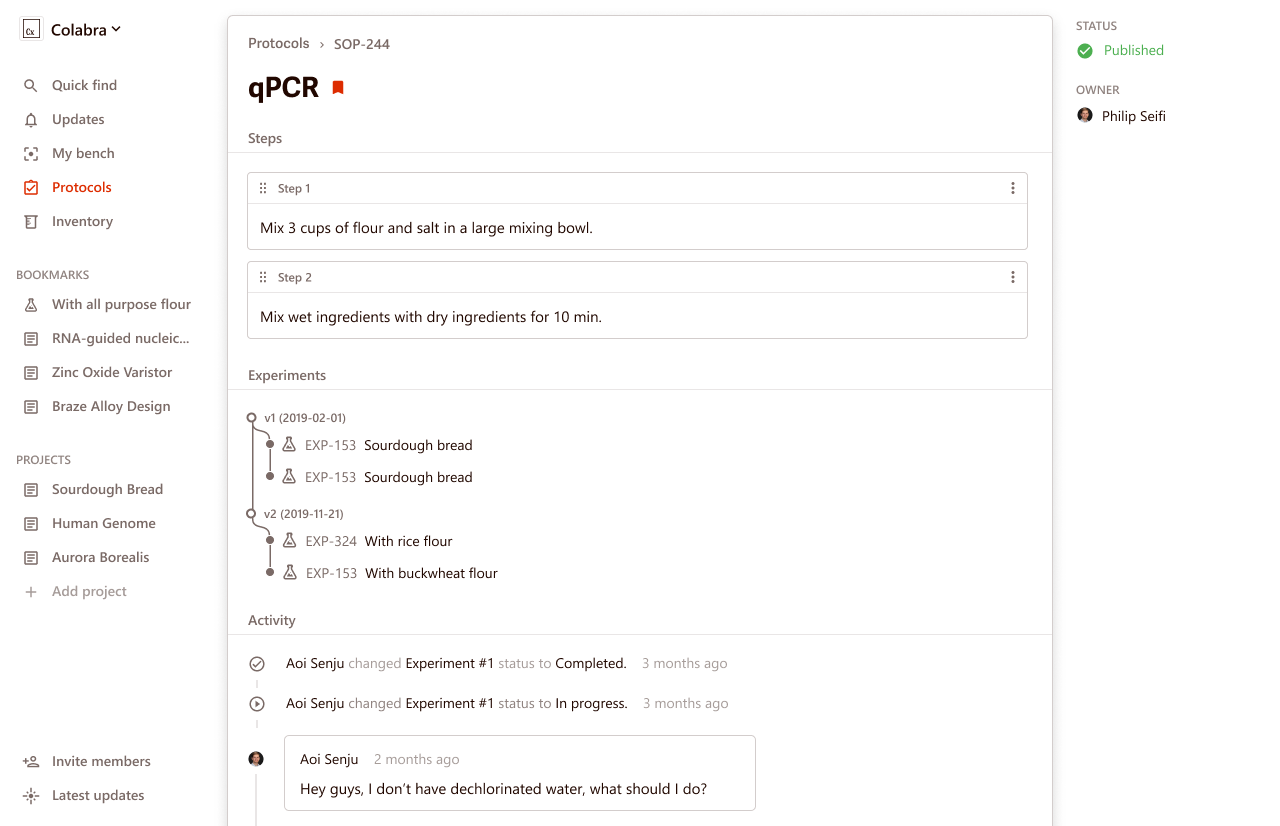 Cx Colabra
Quick find
Updates
My bench
Protocols
Inventory
BOOKMARKS
With all purpose flour
RNA-guided nucleic...
Zinc Oxide Varistor
Braze Alloy Design
PROJECTS
Sourdough Bread
Human Genome
Aurora Borealis
Add project
Invite members
Latest updates
Protocols › SOP-244
qPCR
Steps
Step 1
Mix 3 cups of flour and salt in a large mixing bowl.
Step 2
Mix wet ingredients with dry ingredients for 10 min.
Experiments
v1 (2019-02-01)
EXP-153 Sourdough bread
EXP-153 Sourdough bread
v2 (2019-11-21)
EXP-324 With rice flour
EXP-153 With buckwheat flour
Activity
Aoi Senju changed Experiment #1 status to Completed. 3 months ago
Aoi Senju changed Experiment #1 status to In progress. 3 months ago
Aoi Senju 2 months ago
Hey guys, I don’t have dechlorinated water, what should I do?
STATUS
Published
OWNER
Philip Seifi